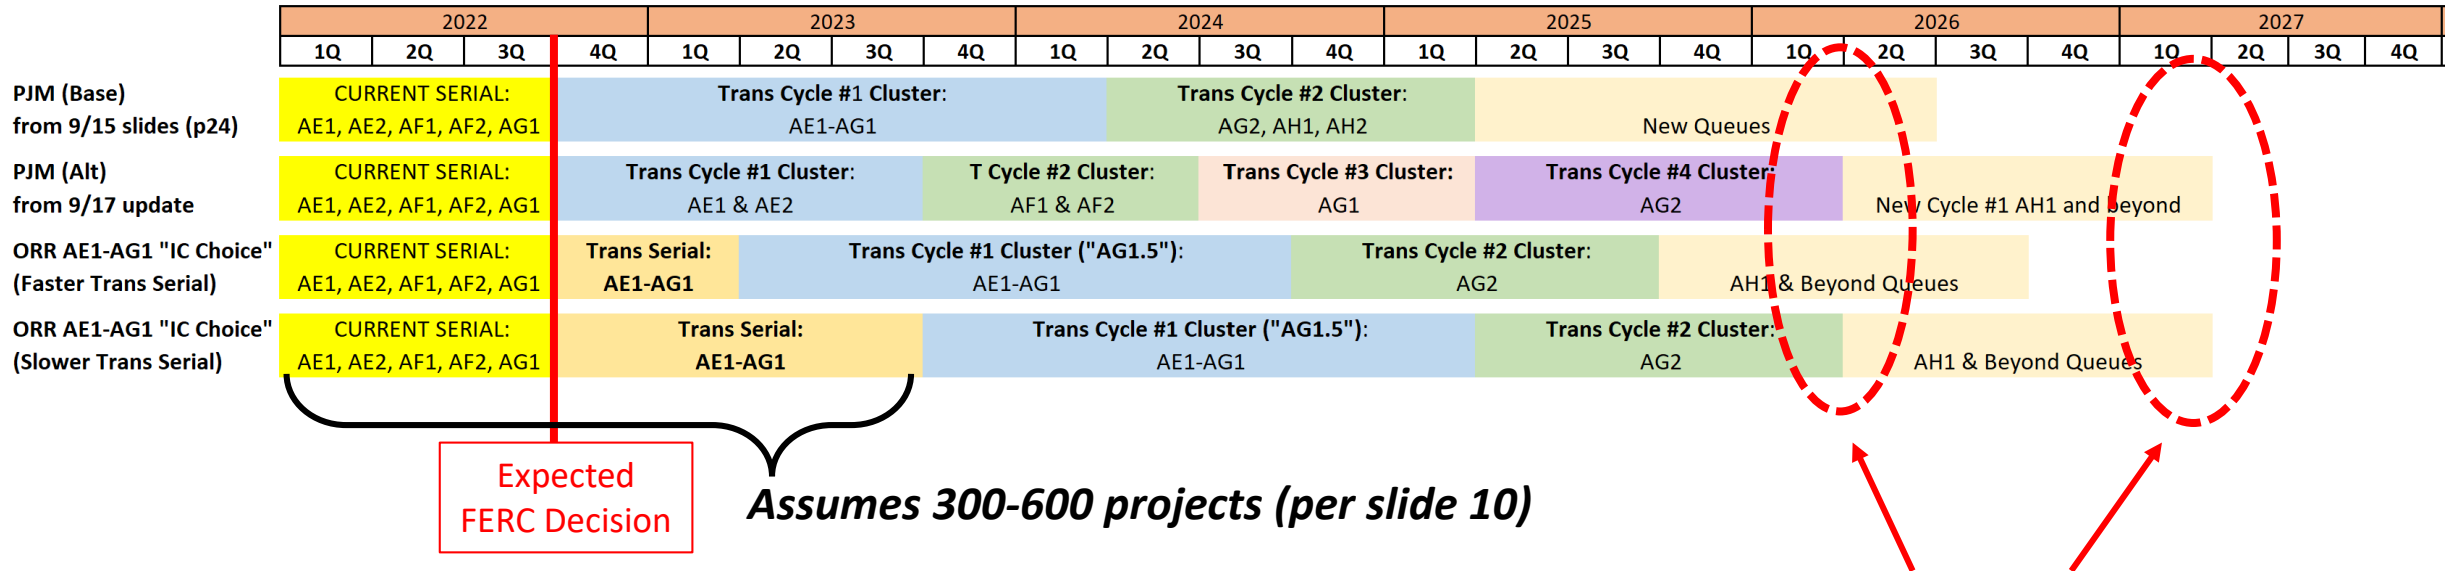 2022 2023 2024 2025 2026 2027
1Q 2Q 3Q 4Q 1Q 2Q 3Q 4Q 1Q 2Q 3Q 4Q 1Q 2Q 3Q 4Q 1Q 2Q 3Q 4Q 1Q 2Q 3Q 4Q
PJM (Base) CURRENT SERIAL: Trans Cycle #1 Cluster: Trans Cycle #2 Cluster:
from 9/15 slides (p24) AE1, AE2, AF1, AF2, AG1 AE1-AG1 AG2, AH1, AH2 New Queues
PJM (Alt) CURRENT SERIAL: Trans Cycle #1 Cluster: T Cycle #2 Cluster: Trans Cycle #3 Cluster: Trans Cycle #4 Cluster:
from 9/17 update AE1, AE2, AF1, AF2, AG1 AE1 & AE2 AF1 & AF2 AG1 AG2 New Cycle #1 AH1 and beyond
ORR AE1-AG1 "IC Choice" CURRENT SERIAL: Trans Serial: Trans Cycle #1 Cluster ("AG1.5"): Trans Cycle #2 Cluster:
(Faster Trans Serial) AE1, AE2, AF1, AF2, AG1 AE1-AG1 AE1-AG1 AG2 AH1 & Beyond Queues
ORR AE1-AG1 "IC Choice" CURRENT SERIAL: Trans Serial: Trans Cycle #1 Cluster ("AG1.5"): Trans Cycle #2 Cluster:
(Slower Trans Serial) AE1, AE2, AF1, AF2, AG1 AE1-AG1 AE1-AG1 AG2 AH1 & Beyond Queues
Expected
FERC Decision
Assumes 300-600 projects (per slide 10)